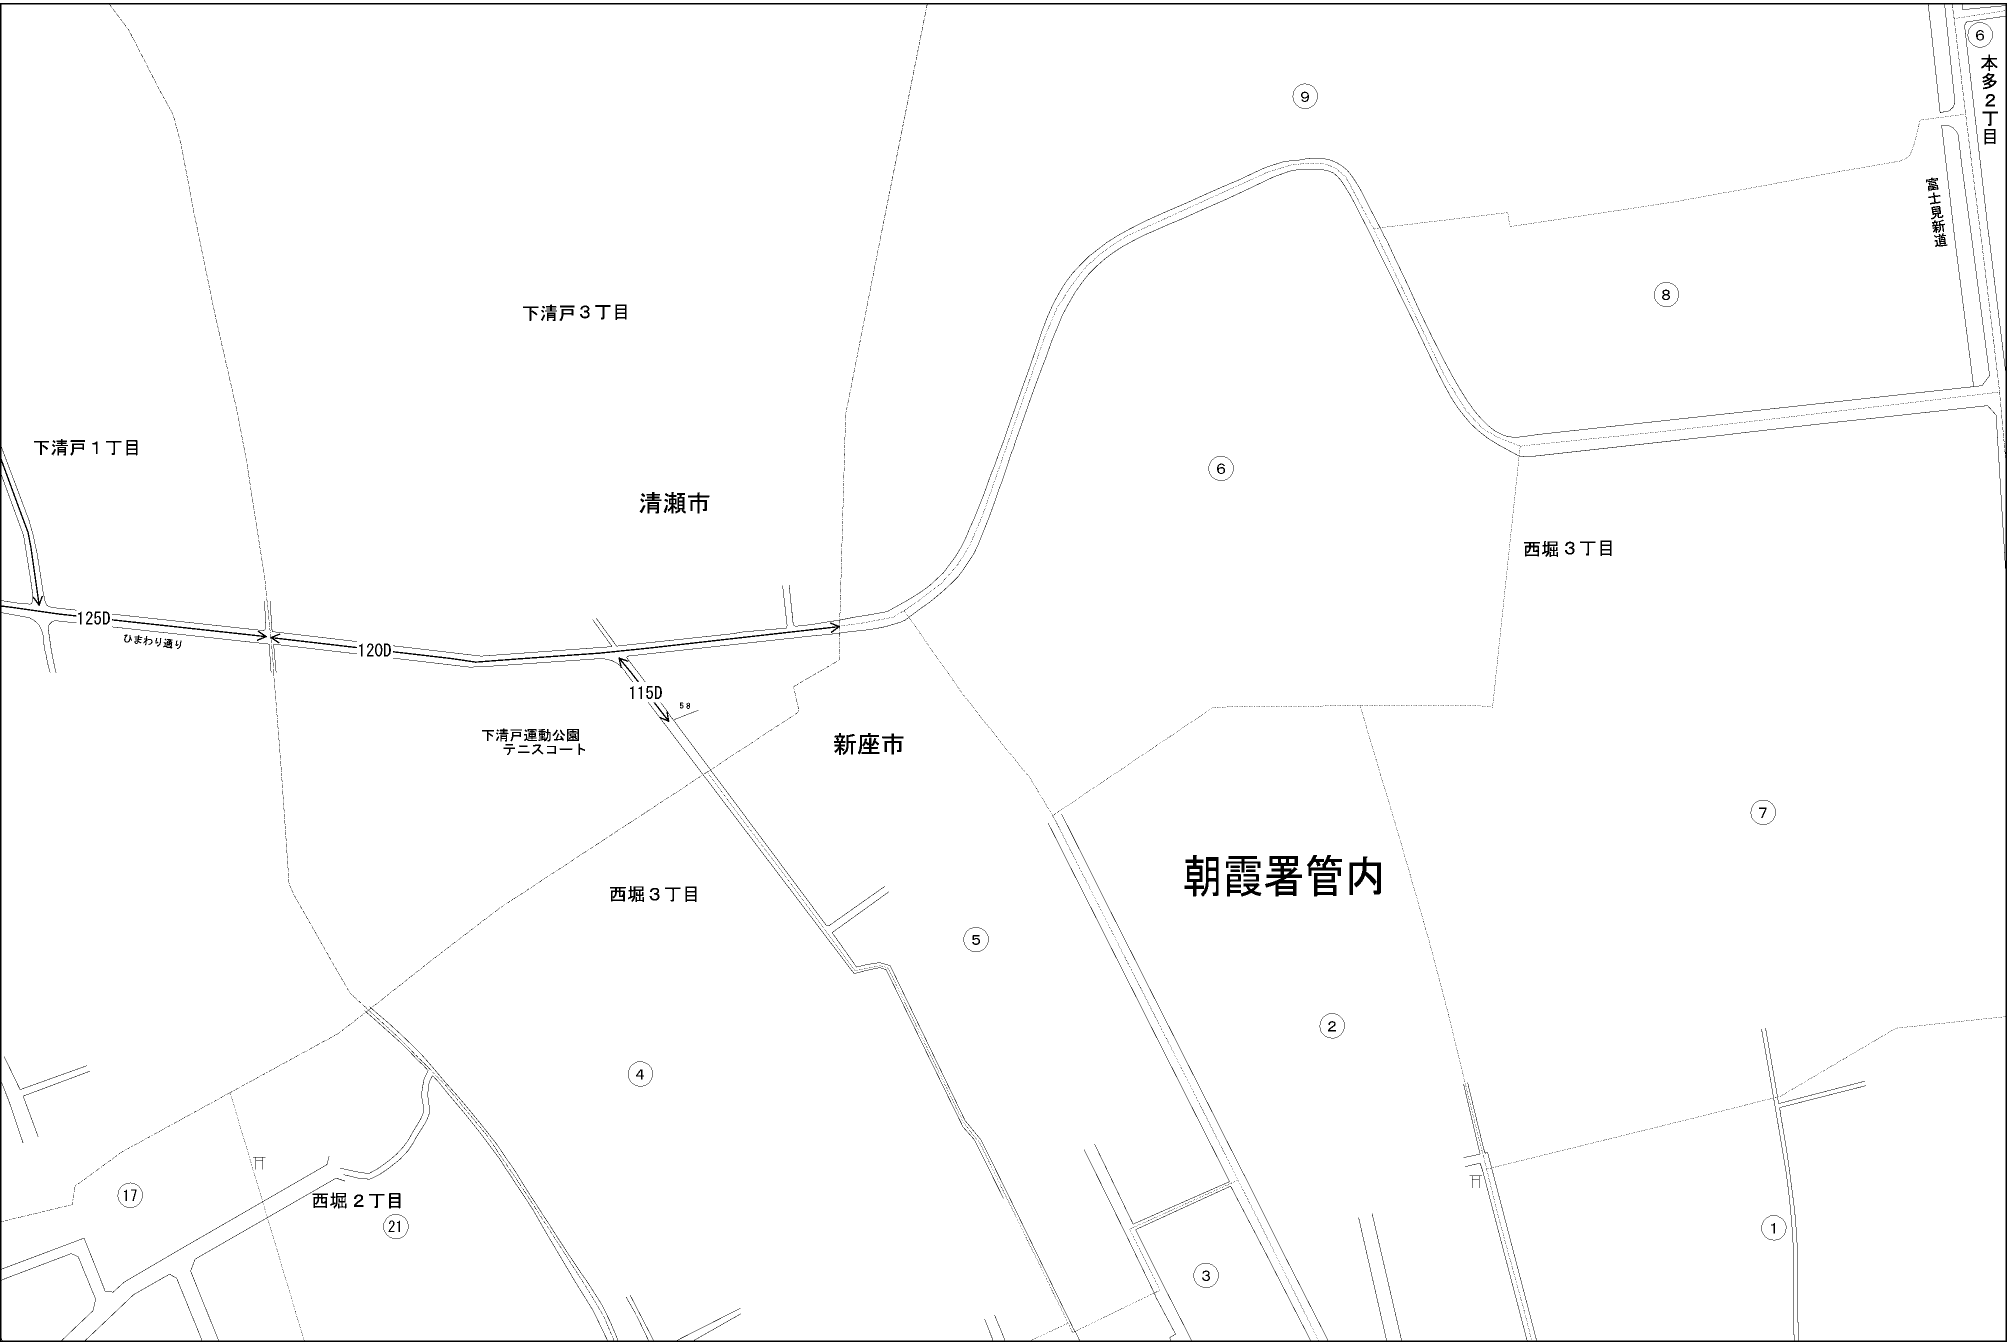 6
本多２丁目
9
富士見新道
8
下清戸３丁目
下清戸１丁目
6
清瀬市
西堀３丁目
125D
ひまわり通り
120D
115D
58
下清戸運動公園
テニスコート
新座市
7
朝霞署管内
西堀３丁目
5
2
4
17
西堀２丁目
21
1
3